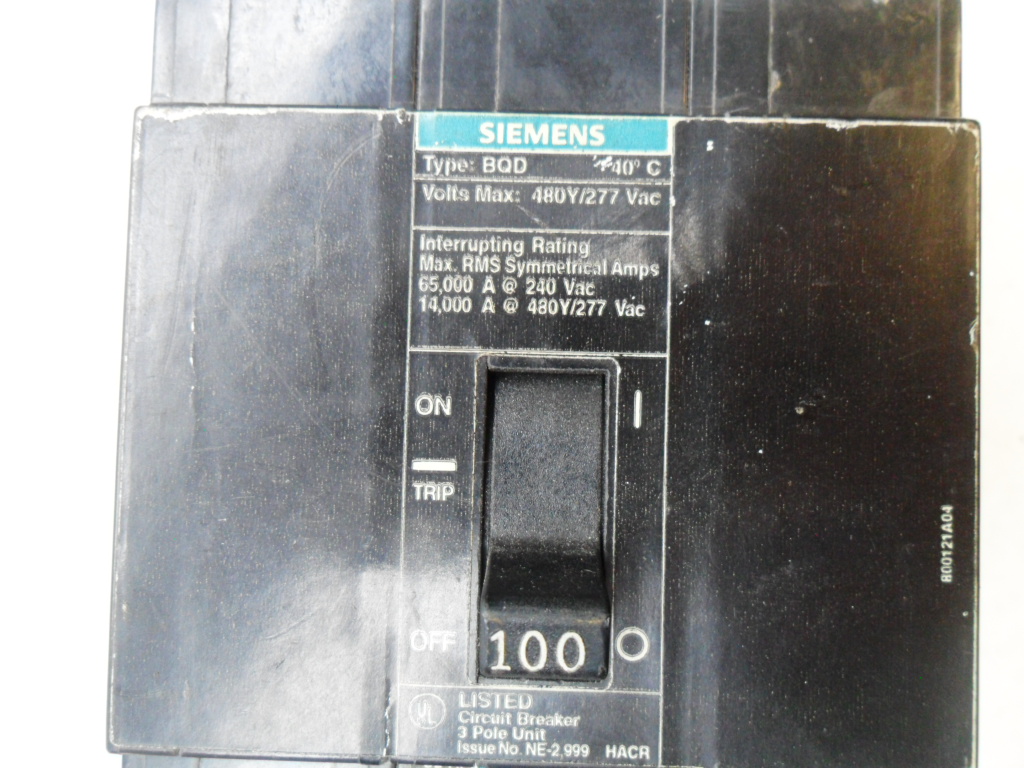 SIEMENS
Type: BQD 40° C
Volts Max: 480Y/277 Vac
Interrupting Rating
Max. RMS Symmetrical Amps
65,000 A @ 240 Vac
14,000 A @ 480Y/277 Vac
ON I
TRIP
OFF 100 O
UL LISTED
Circuit Breaker
3 Pole Unit
Issue No. NE-2,999 HACR
800121A04